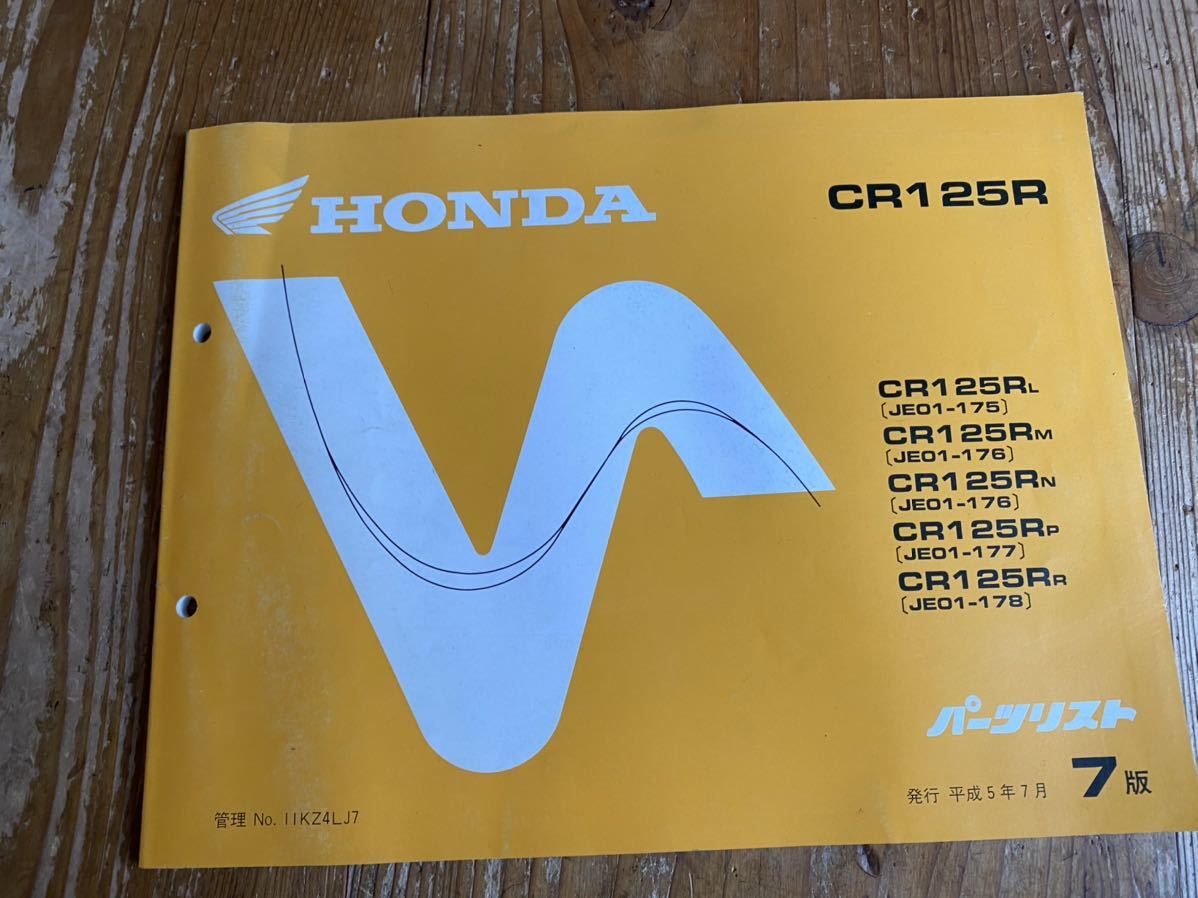 HONDA
CR125R
CR125RL
[JE01-175]
CR125RM
[JE01-176]
CR125RN
[JE01-176]
CR125RP
[JE01-177]
CR125RR
[JE01-178]
パーツリスト
発行 平成5年7月 7版
管理 No. 11KZ4LJ7